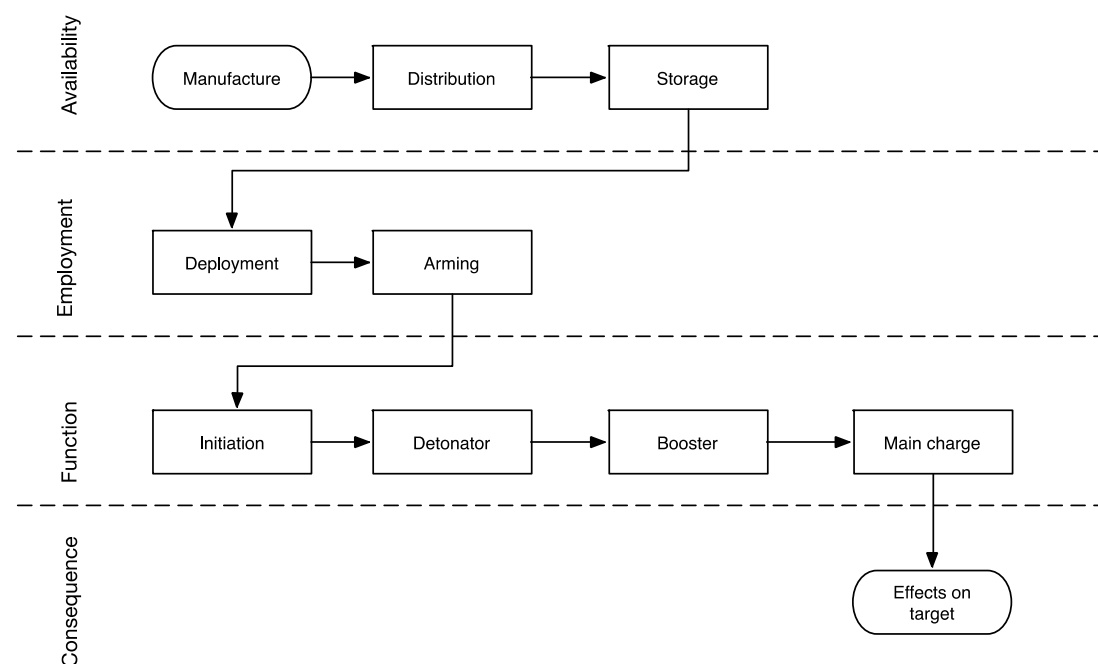 Availability
Manufacture
Distribution
Storage
Employment
Deployment
Arming
Function
Initiation
Detonator
Booster
Main charge
Consequence
Effects on
target